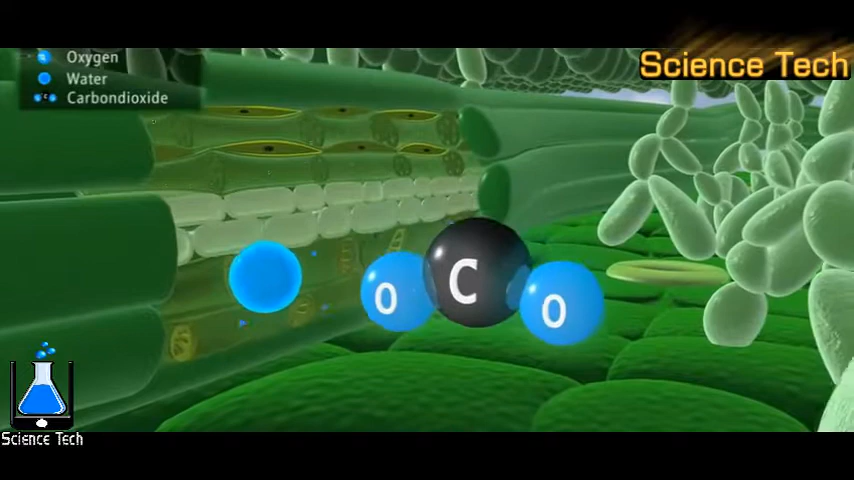 Oxygen
Science Tech
Water
Carbondioxide
O
C
O
Science Tech